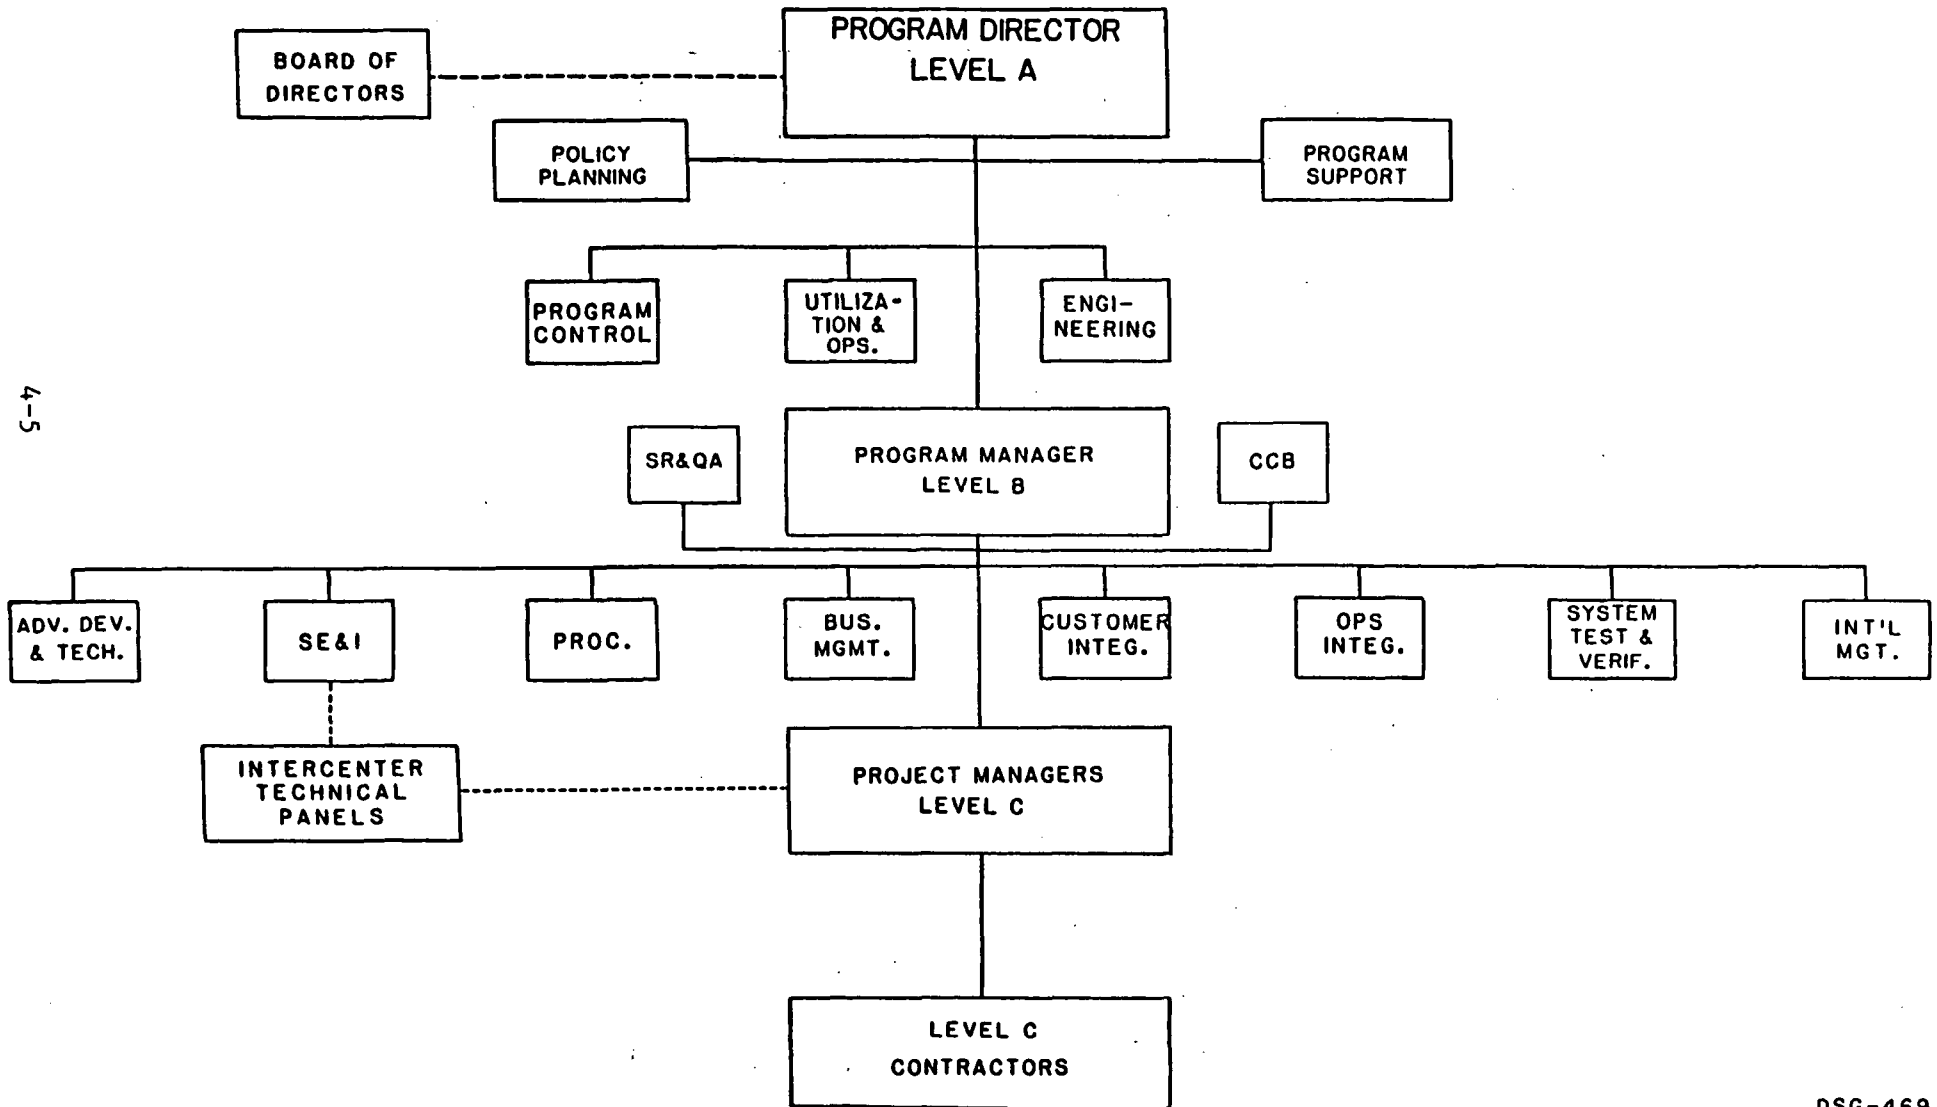 PROGRAM DIRECTOR
LEVEL A
BOARD OF
DIRECTORS
POLICY
PLANNING
PROGRAM
SUPPORT
PROGRAM
CONTROL
UTILIZA-
TION &
OPS.
ENGI-
NEERING
4-5
SR&QA
PROGRAM MANAGER
LEVEL B
CCB
ADV. DEV.
& TECH.
SE&I
PROC.
BUS.
MGMT.
CUSTOMER
INTEG.
OPS
INTEG.
SYSTEM
TEST &
VERIF.
INT'L
MGT.
INTERCENTER
TECHNICAL
PANELS
PROJECT MANAGERS
LEVEL C
LEVEL C
CONTRACTORS
DSG-469